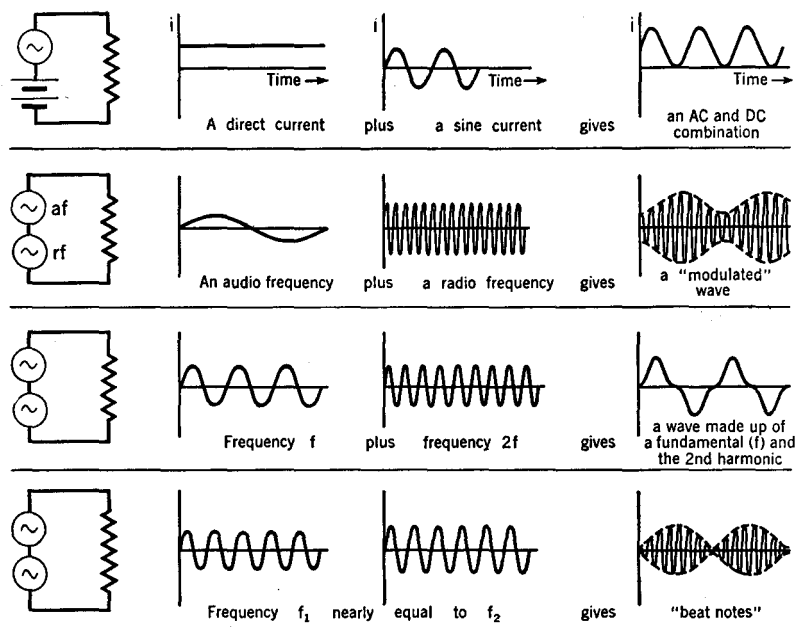 i
Time →
i
Time →
i
Time →
A direct current plus a sine current gives
an AC and DC
combination
af
rf
An audio frequency plus a radio frequency gives
a "modulated"
wave
Frequency f plus frequency 2f gives
a wave made up of
a fundamental (f) and
the 2nd harmonic
Frequency f₁ nearly equal to f₂ gives "beat notes"